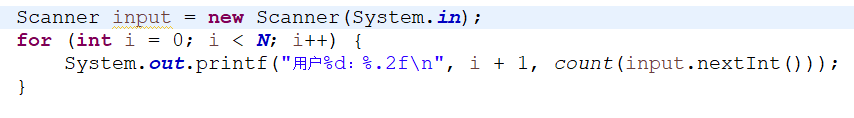 Scanner input = new Scanner(System.in);
for (int i = 0; i < N; i++) {
    System.out.printf("用户%d：%.2f\n", i + 1, count(input.nextInt()));
}